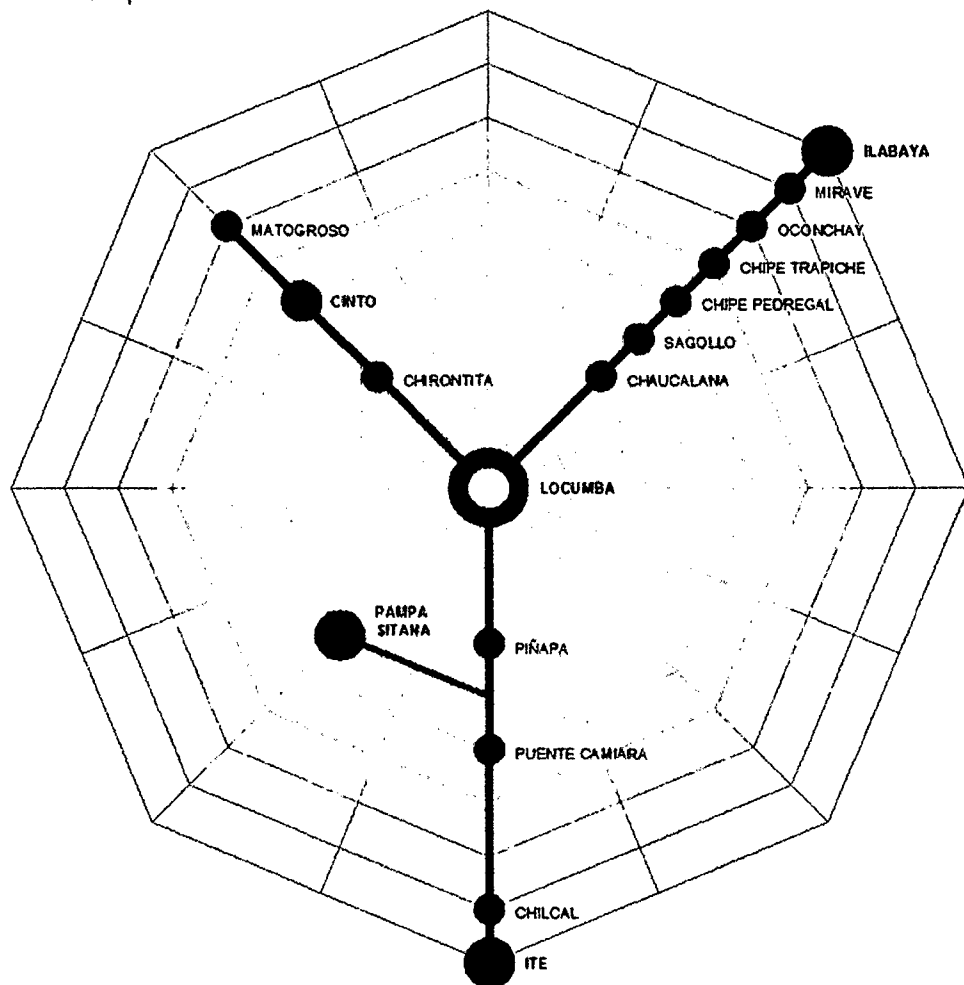 ILABAYA
MIRAVE
MATOGROSO
OCONCHAY
CHIPE TRAPICHE
CINTO
CHIPE PEDREGAL
SAGOLLO
CHIRONTITA
CHAUCALANA
LOCUMBA
PAMPA
SITANA
PIÑAPA
PUENTE CAMIARA
CHILCAL
ITE